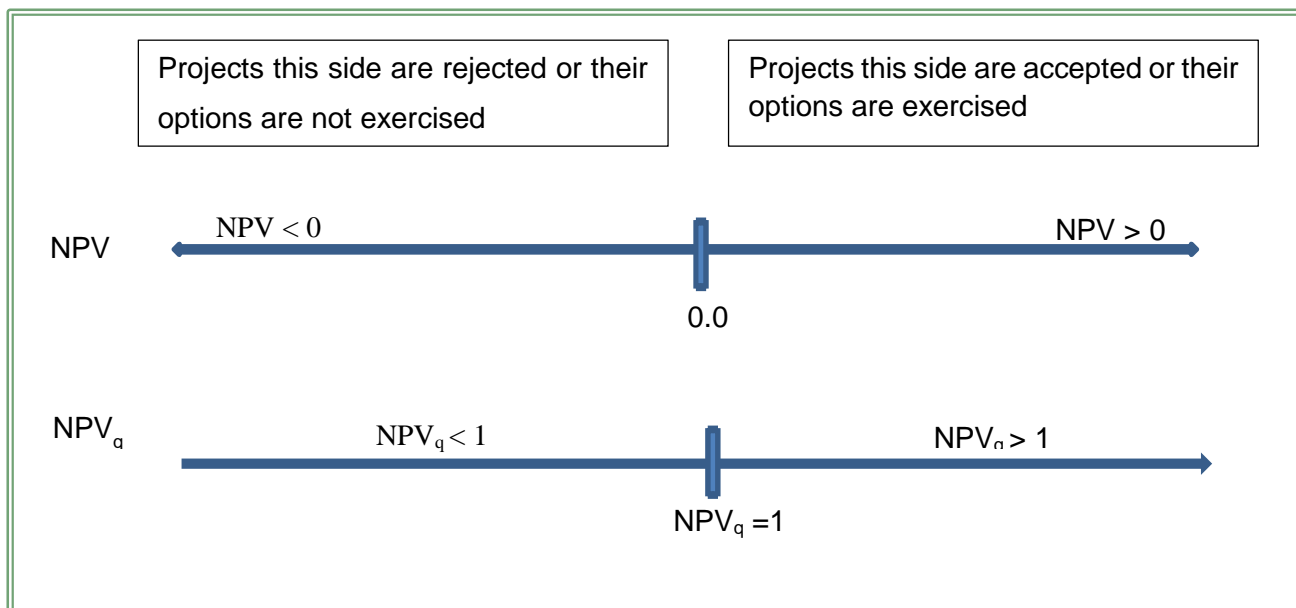 Projects this side are rejected or their
options are not exercised
Projects this side are accepted or their
options are exercised
NPV
NPV < 0
NPV > 0
0.0
NPVq
NPVq < 1
NPVq > 1
NPVq =1